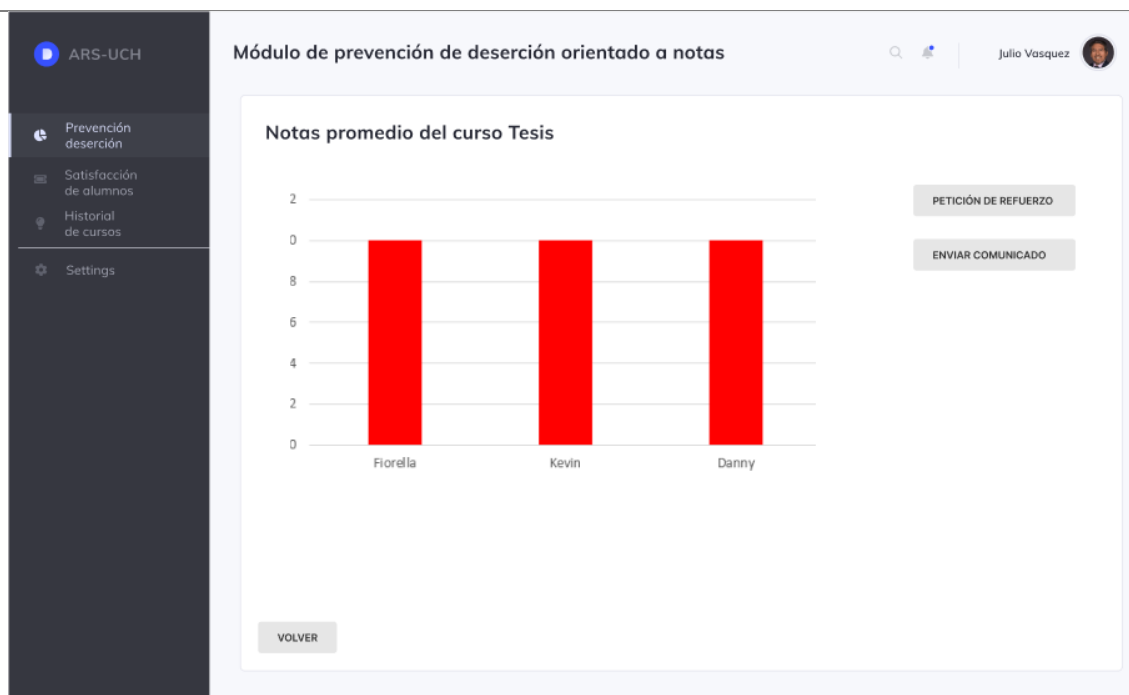 ARS-UCH
Módulo de prevención de deserción orientado a notas
Julio Vasquez
Prevención
deserción
Satisfacción
de alumnos
Historial
de cursos
Settings
Notas promedio del curso Tesis
2
0
8
6
4
2
0
Fiorella
Kevin
Danny
PETICIÓN DE REFUERZO
ENVIAR COMUNICADO
VOLVER